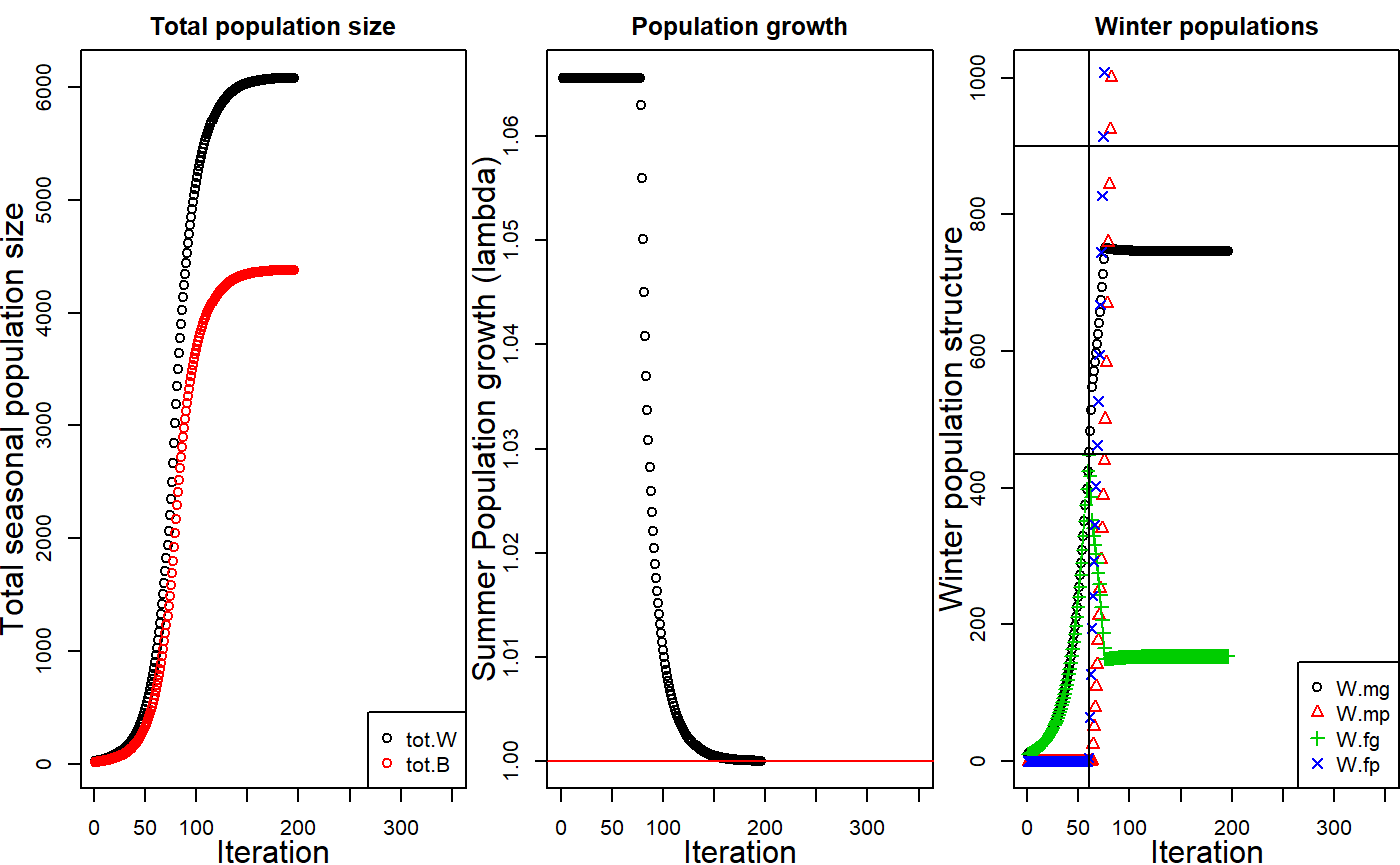 Total population size
Total seasonal population size
6000
5000
4000
3000
2000
1000
0
0 50 100 200 300
Iteration
tot.W
tot.B
Population growth
Summer Population growth (lambda)
1.06
1.05
1.04
1.03
1.02
1.01
1.00
0 50 100 200 300
Iteration
Winter populations
Winter population structure
1000
800
600
400
200
0
0 50 100 200 300
Iteration
W.mg
W.mp
W.fg
W.fp